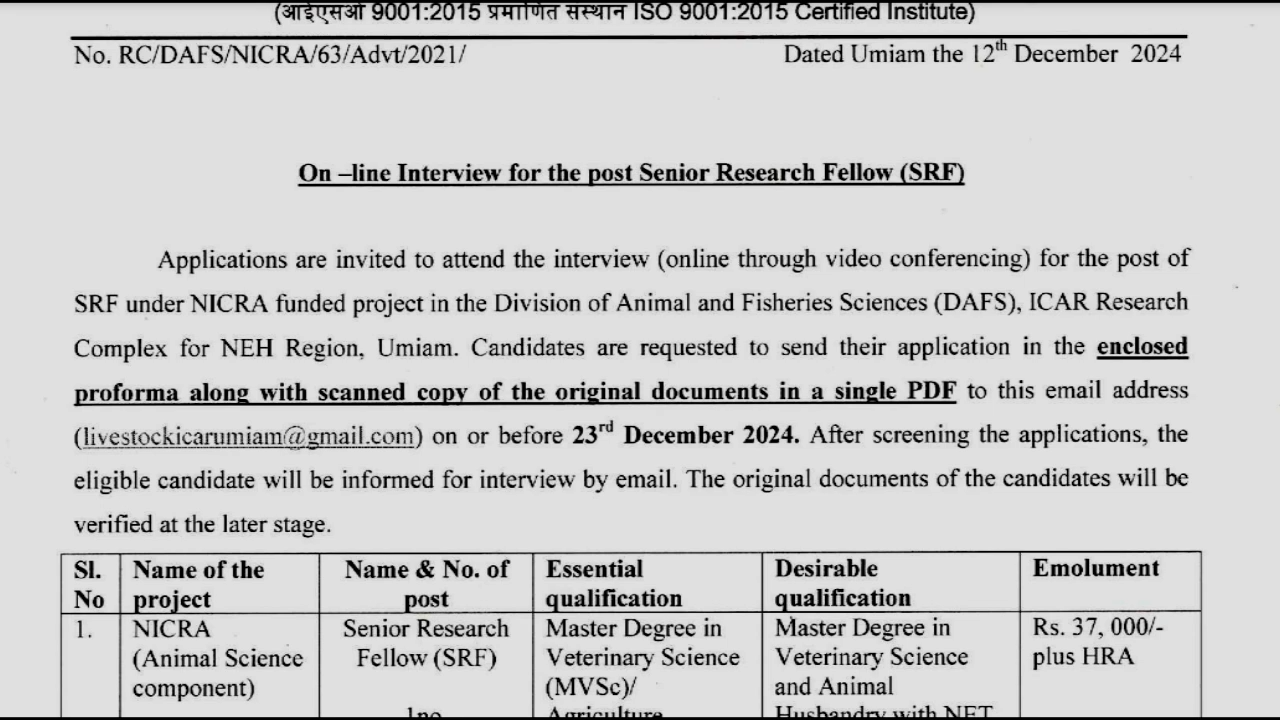 (आईएसओ 9001:2015 प्रमाणित संस्थान ISO 9001:2015 Certified Institute)
No. RC/DAFS/NICRA/63/Advt/2021/ Dated Umiam the 12th December 2024
On –line Interview for the post Senior Research Fellow (SRF)
Applications are invited to attend the interview (online through video conferencing) for the post of
SRF under NICRA funded project in the Division of Animal and Fisheries Sciences (DAFS), ICAR Research
Complex for NEH Region, Umiam. Candidates are requested to send their application in the enclosed
proforma along with scanned copy of the original documents in a single PDF to this email address
(livestockicarumiam@gmail.com) on or before 23rd December 2024. After screening the applications, the
eligible candidate will be informed for interview by email. The original documents of the candidates will be
verified at the later stage.
Sl. Name of the Name & No. of Essential Desirable Emolument
No project post qualification qualification
1. NICRA Senior Research Master Degree in Master Degree in Rs. 37, 000/-
(Animal Science Fellow (SRF) Veterinary Science Veterinary Science plus HRA
component) (MVSc)/ and Animal
1no Agriculture Husbandry with NET